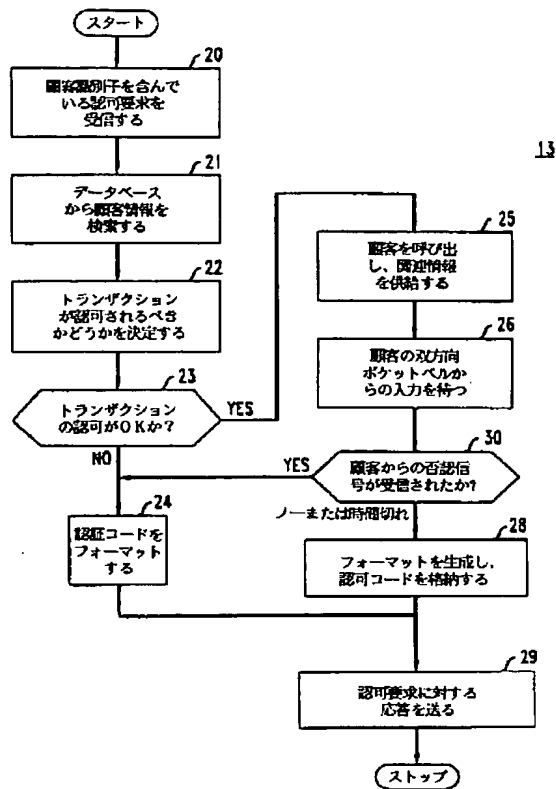 スタート
20
顧客識別子を含んで
いる認可要求を
受信する
21
データベース
から顧客情報を
検索する
22
トランザクション
が認可されるべき
かどうかを決定する
23
トランザクション
の認可がOKか?
YES
NO
24
認証コードを
フォーマット
する
13
25
顧客を呼び出
し、関連情報
を供給する
26
顧客の双方向
ポケットベルか
らの入力を待つ
30
顧客からの否認信
号が受信されたか?
YES
ノーまたは時間切れ
28
フォーマットを生成し,
認可コードを格納する
29
認可要求に対する
応答を送る
ストップ